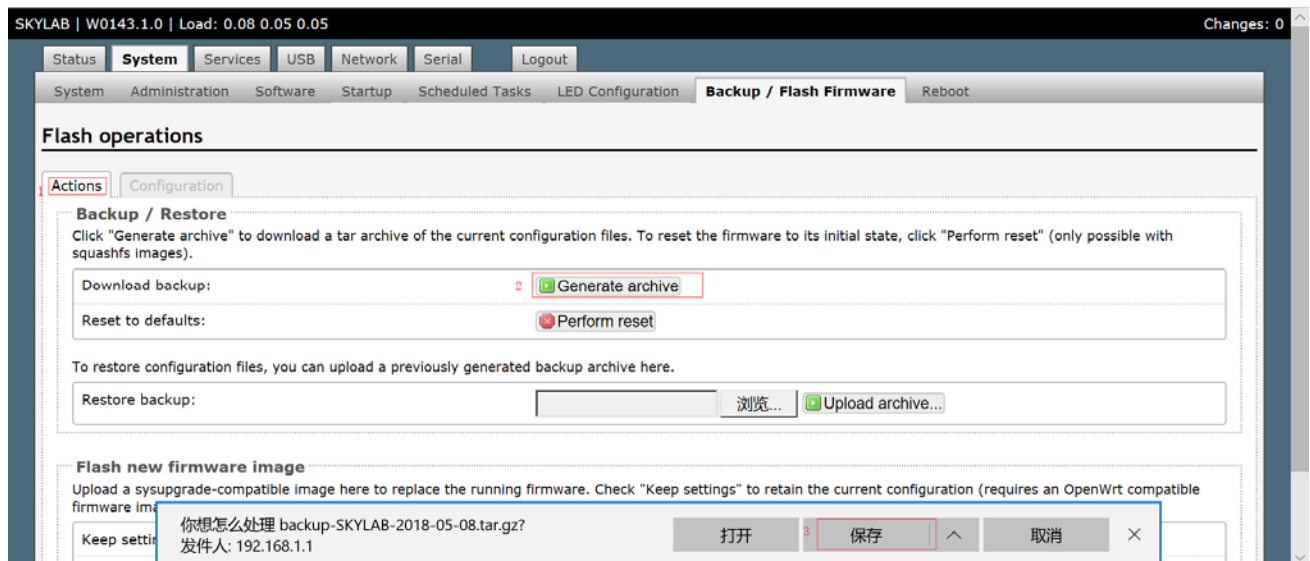 SKYLAB | W0143.1.0 | Load: 0.08 0.05 0.05 Changes: 0
Status System Services USB Network Serial Logout
System Administration Software Startup Scheduled Tasks LED Configuration Backup / Flash Firmware Reboot
Flash operations
1 Actions Configuration
Backup / Restore
Click "Generate archive" to download a tar archive of the current configuration files. To reset the firmware to its initial state, click "Perform reset" (only possible with
squashfs images).
Download backup: 2 Generate archive
Reset to defaults: Perform reset
To restore configuration files, you can upload a previously generated backup archive here.
Restore backup: 浏览... Upload archive...
Flash new firmware image
Upload a sysupgrade-compatible image here to replace the running firmware. Check "Keep settings" to retain the current configuration (requires an OpenWrt compatible
firmware
你想怎么处理 backup-SKYLAB-2018-05-08.tar.gz?
发件人: 192.168.1.1
打开 3 保存 取消
Keep